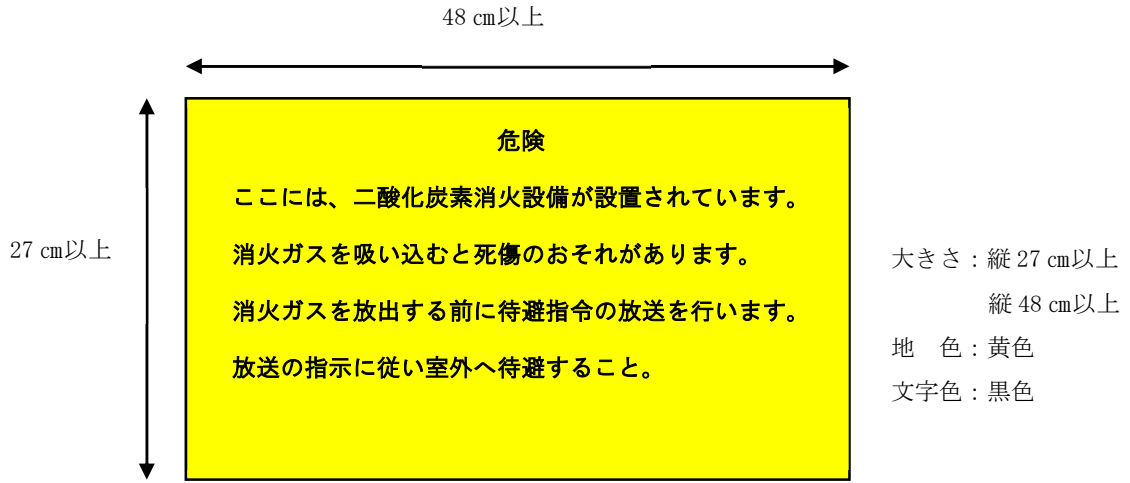 48 ㎝以上
危険
ここには、二酸化炭素消火設備が設置されています。
消火ガスを吸い込むと死傷のおそれがあります。
消火ガスを放出する前に待避指令の放送を行います。
放送の指示に従い室外へ待避すること。
27 ㎝以上
大きさ：縦 27 ㎝以上
縦 48 ㎝以上
地　色：黄色
文字色：黒色